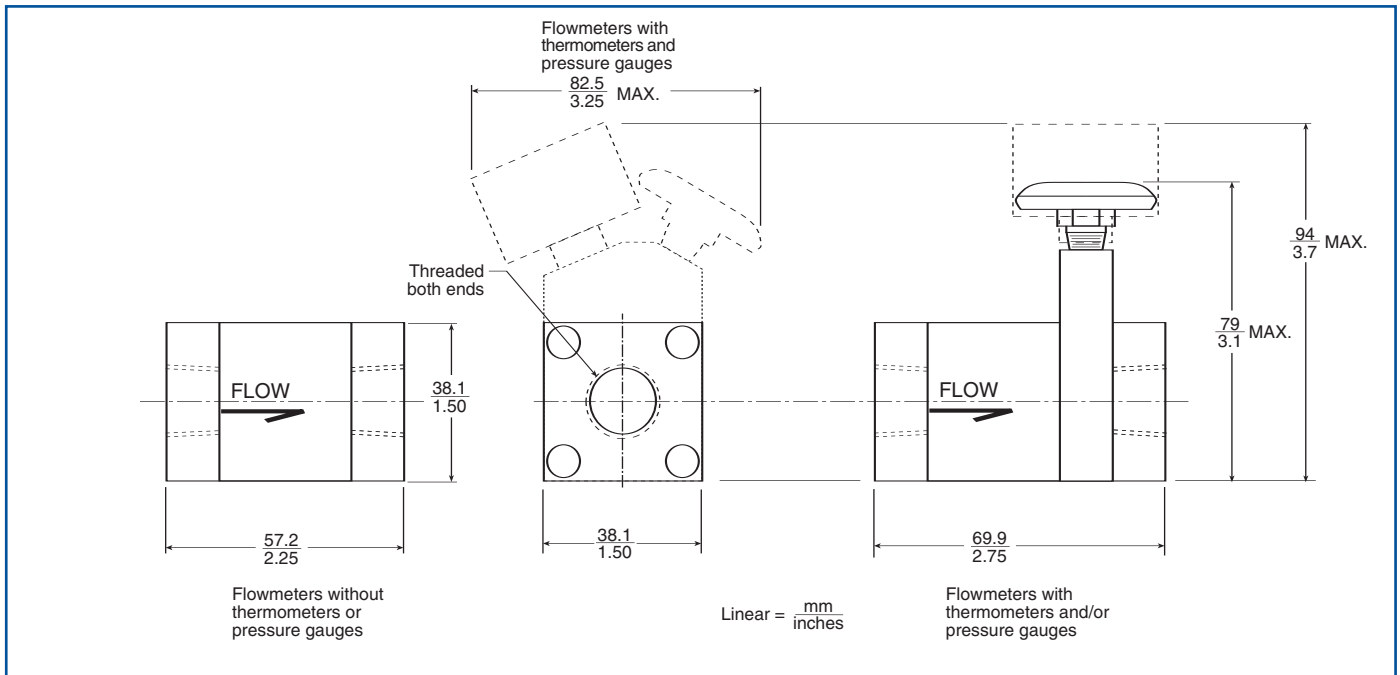 Flowmeters with
thermometers and
pressure gauges
82.5
3.25 MAX.
Threaded
both ends
FLOW
38.1
1.50
57.2
2.25
Flowmeters without
thermometers or
pressure gauges
38.1
1.50
Linear = mm
inches
FLOW
94
3.7 MAX.
79
3.1 MAX.
69.9
2.75
Flowmeters with
thermometers and/or
pressure gauges